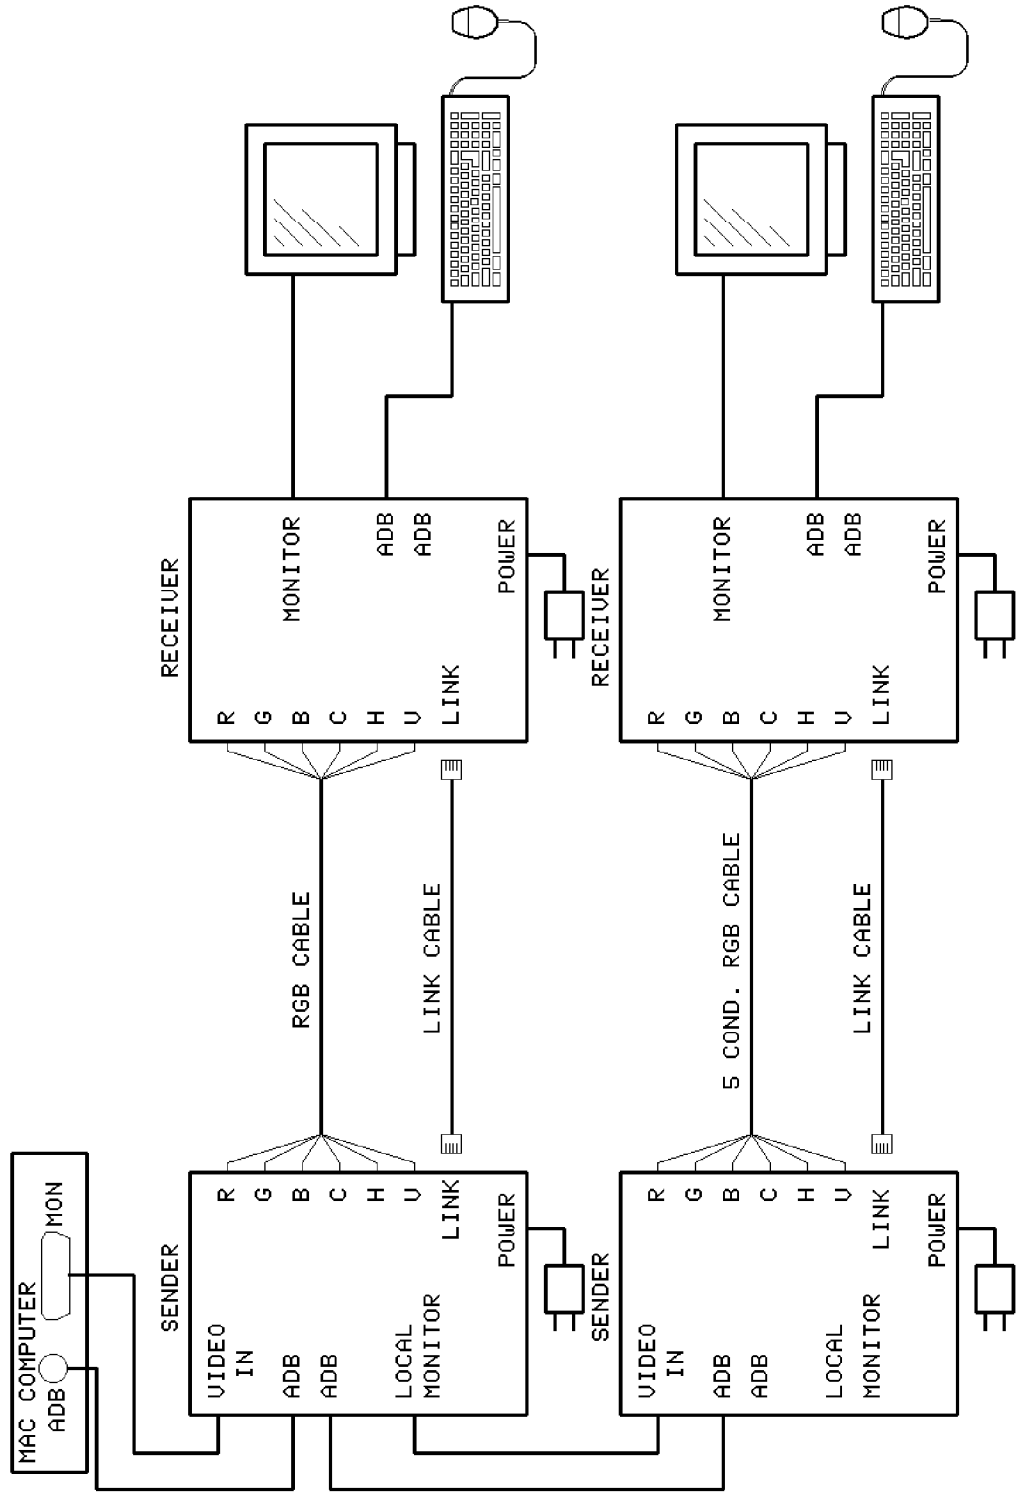 MAC COMPUTER
ADB
MON
SENDER
VIDEO
IN
ADB
ADB
LOCAL
MONITOR
R
G
B
C
H
V
LINK
POWER
RGB CABLE
LINK CABLE
RECEIVER
R
G
B
C
H
V
LINK
MONITOR
ADB
ADB
POWER
SENDER
VIDEO
IN
ADB
ADB
LOCAL
MONITOR
R
G
B
C
H
V
LINK
POWER
5 COND. RGB CABLE
LINK CABLE
RECEIVER
R
G
B
C
H
V
LINK
MONITOR
ADB
ADB
POWER